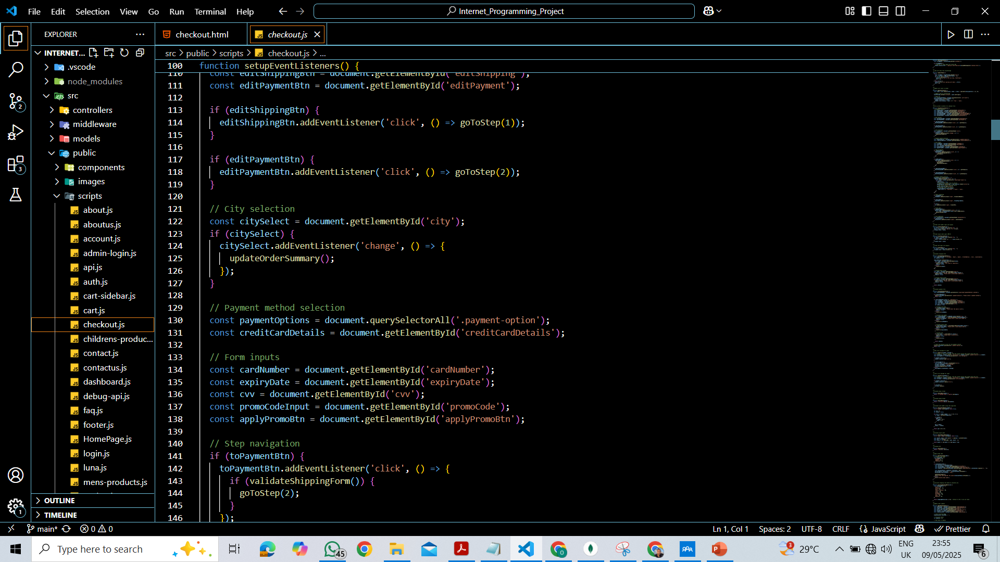 File Edit Selection View Go Run Terminal Help
Internet_Programming_Project
EXPLORER
checkout.html
checkout.js
INTERNET...
.vscode
node_modules
src
controllers
middleware
models
public
components
images
scripts
about.js
aboutus.js
account.js
admin-login.js
api.js
auth.js
cart-sidebar.js
cart.js
checkout.js
childrens-produc...
contact.js
contactus.js
dashboard.js
debug-api.js
faq.js
footer.js
HomePage.js
login.js
luna.js
mens-products.js
OUTLINE
TIMELINE
2
3
1
src > public > scripts > JS checkout.js > ...
100 function setupEventListeners() {
110 const editShippingBtn = document.getElementById('editShipping');
111 const editPaymentBtn = document.getElementById('editPayment');
112
113 if (editShippingBtn) {
114 editShippingBtn.addEventListener('click', () => goToStep(1));
115 }
116
117 if (editPaymentBtn) {
118 editPaymentBtn.addEventListener('click', () => goToStep(2));
119 }
120
121 // City selection
122 const citySelect = document.getElementById('city');
123 if (citySelect) {
124 citySelect.addEventListener('change', () => {
125 updateOrderSummary();
126 });
127 }
128
129 // Payment method selection
130 const paymentOptions = document.querySelectorAll('.payment-option');
131 const creditCardDetails = document.getElementById('creditCardDetails');
132
133 // Form inputs
134 const cardNumber = document.getElementById('cardNumber');
135 const expiryDate = document.getElementById('expiryDate');
136 const cvv = document.getElementById('cvv');
137 const promoCodeInput = document.getElementById('promoCode');
138 const applyPromoBtn = document.getElementById('applyPromoBtn');
139
140 // Step navigation
141 if (toPaymentBtn) {
142 toPaymentBtn.addEventListener('click', () => {
143 if (validateShippingForm()) {
144 goToStep(2);
145 }
146 });
main* 0 0
Ln 1, Col 1 Spaces: 2 UTF-8 CRLF {} JavaScript Prettier
Type here to search
45
3
29°C
ENG
UK
23:55
09/05/2025
6